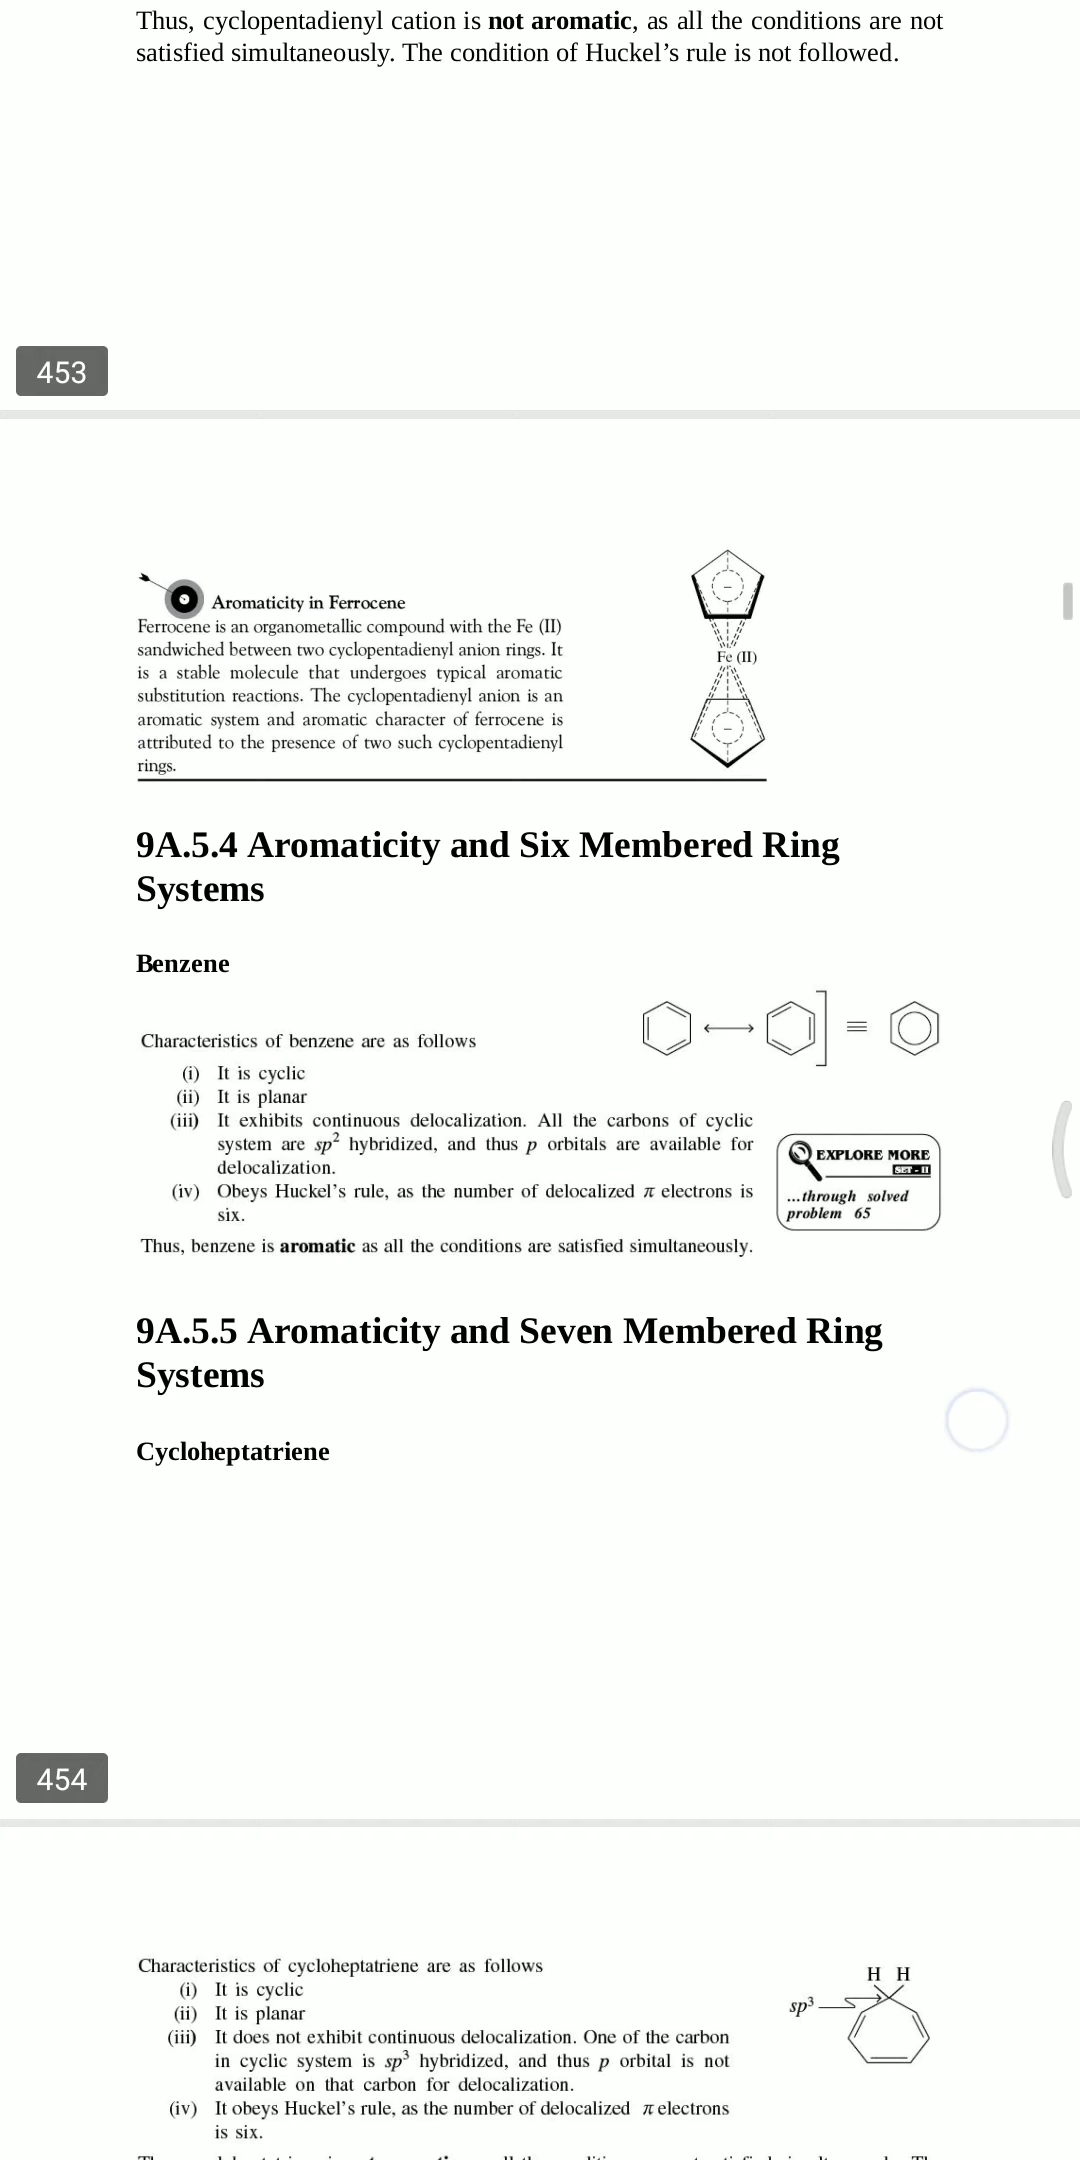 Thus, cyclopentadienyl cation is not aromatic, as all the conditions are not
satisfied simultaneously. The condition of Huckel’s rule is not followed.
453
Aromaticity in Ferrocene
Ferrocene is an organometallic compound with the Fe (II)
sandwiched between two cyclopentadienyl anion rings. It
is a stable molecule that undergoes typical aromatic
substitution reactions. The cyclopentadienyl anion is an
aromatic system and aromatic character of ferrocene is
attributed to the presence of two such cyclopentadienyl
rings.
Fe (II)
9A.5.4 Aromaticity and Six Membered Ring
Systems
Benzene
Characteristics of benzene are as follows
(i) It is cyclic
(ii) It is planar
(iii) It exhibits continuous delocalization. All the carbons of cyclic
system are sp² hybridized, and thus p orbitals are available for
delocalization.
(iv) Obeys Huckel’s rule, as the number of delocalized π electrons is
six.
Thus, benzene is aromatic as all the conditions are satisfied simultaneously.
EXPLORE MORE
SET - II
...through solved
problem 65
9A.5.5 Aromaticity and Seven Membered Ring
Systems
Cycloheptatriene
454
Characteristics of cycloheptatriene are as follows
(i) It is cyclic
(ii) It is planar
(iii) It does not exhibit continuous delocalization. One of the carbon
in cyclic system is sp³ hybridized, and thus p orbital is not
available on that carbon for delocalization.
(iv) It obeys Huckel’s rule, as the number of delocalized π electrons
is six.
H H
sp³